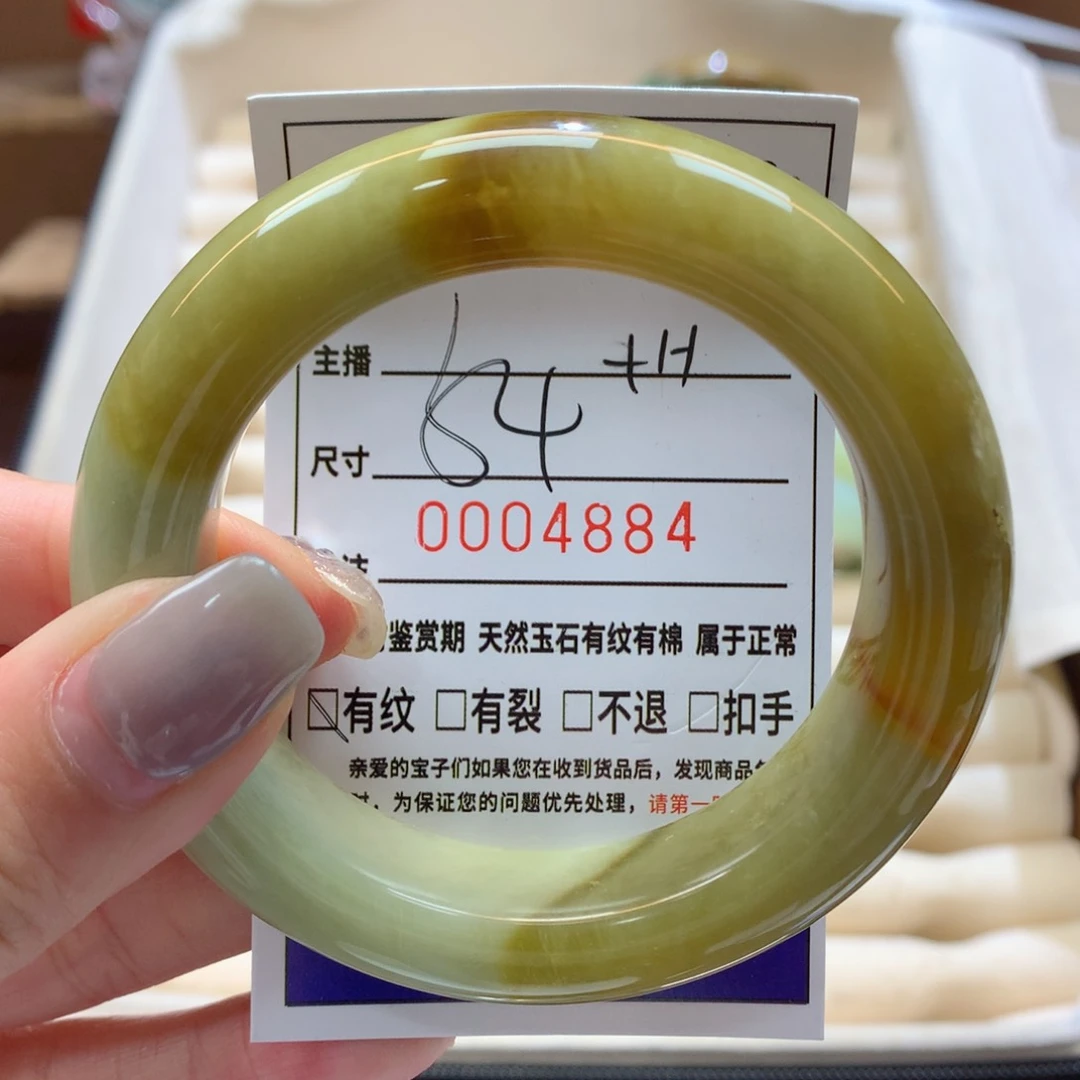 主播
54 +H
尺寸
0004884
鉴赏期 天然玉石有纹有棉 属于正常
☒有纹 □有裂 □不退 □扣手
亲爱的宝子们如果您在收到货品后，发现商品
时，为保证您的问题优先处理，请第一